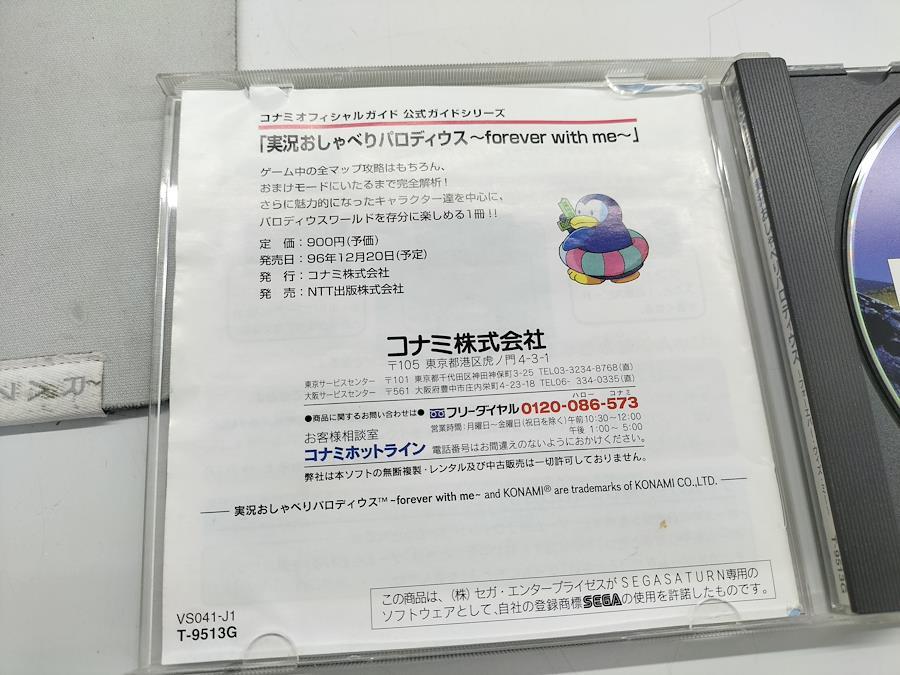 コナミオフィシャルガイド 公式ガイドシリーズ
「実況おしゃべりパロディウス～forever with me～」
ゲーム中の全マップ攻略はもちろん、
おまけモードにいたるまで完全解析！
さらに魅力的になったキャラクター達を中心に、
パロディウスワールドを存分に楽しめる1冊!!
定　価：900円(予価)
発売日：96年12月20日(予定)
発　行：コナミ株式会社
発　売：NTT出版株式会社
コナミ株式会社
〒105 東京都港区虎ノ門4-3-1
東京サービスセンター 〒101 東京都千代田区神田神保町3-25 TEL03-3234-8768(直)
大阪サービスセンター 〒561 大阪府豊中市庄内栄町4-23-18 TEL06- 334-0335(直)
●商品に関するお問い合わせは● フリーダイヤル 0120-086-573
ハロー コナミ
お客様相談室
営業時間：月曜日～金曜日(祝日を除く)午前10:30～12:00
午後 1:00～5:00
コナミホットライン 電話番号はお間違えのないようにおかけください。
弊社は本ソフトの無断複製・レンタル及び中古販売は一切許可しておりません。
実況おしゃべりパロディウス™ ~forever with me~ and KONAMI® are trademarks of KONAMI CO.,LTD.
この商品は、(株)セガ・エンタープライゼスがSEGASATURN専用の
ソフトウェアとして、自社の登録商標SEGAの使用を許諾したものです。
VS041-J1
T-9513G
T-9513G